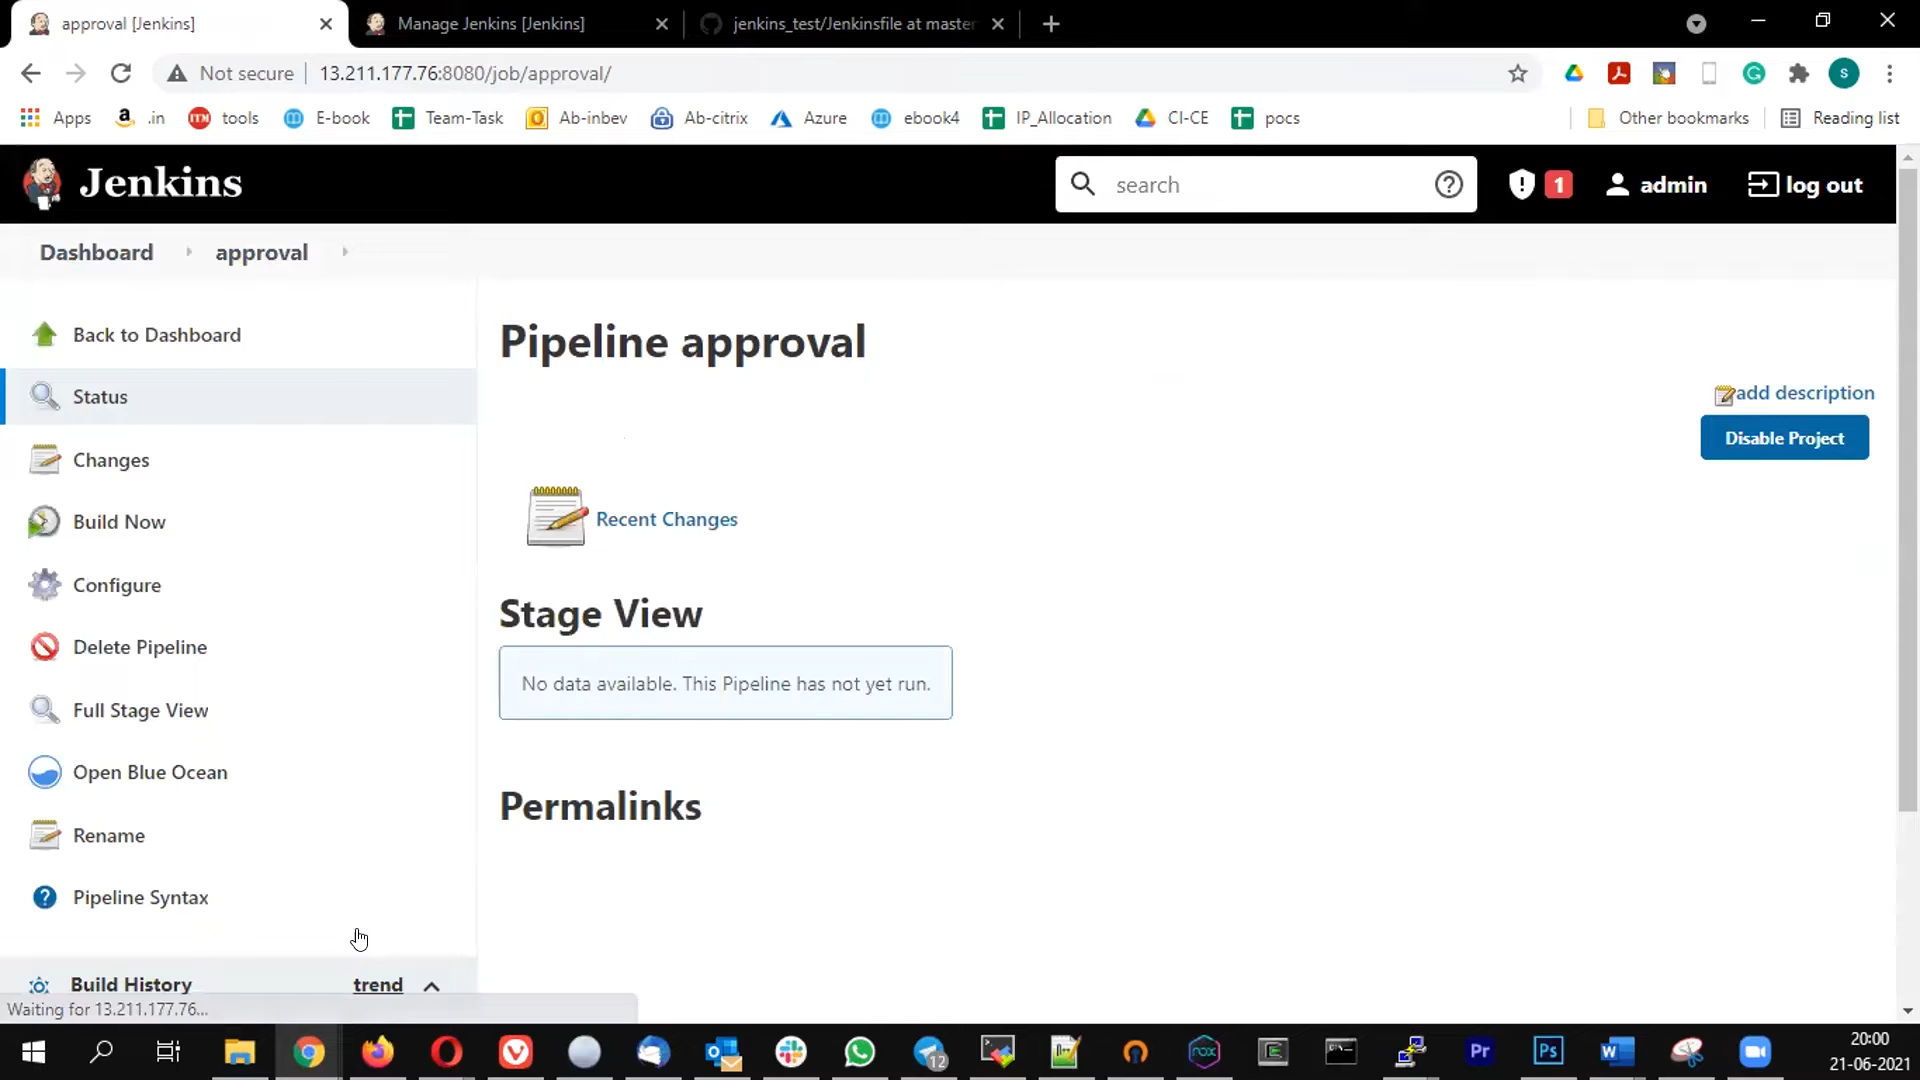 approval [Jenkins]
Manage Jenkins [Jenkins]
jenkins_test/Jenkinsfile at master
Not secure
13.211.177.76:8080/job/approval/
S
Apps
.in
ITM
tools
E-book
Team-Task
Ab-inbev
Ab-citrix
Azure
ebook4
IP_Allocation
CI-CE
pocs
Other bookmarks
Reading list
Jenkins
search
1
admin
log out
Dashboard
approval
Back to Dashboard
Status
Changes
Build Now
Configure
Delete Pipeline
Full Stage View
Open Blue Ocean
Rename
Pipeline Syntax
Pipeline approval
add description
Disable Project
Recent Changes
Stage View
No data available. This Pipeline has not yet run.
Permalinks
Build History
trend
Waiting for 13.211.177.76...
12
nox
Pr
Ps
W
20:00
21-06-2021